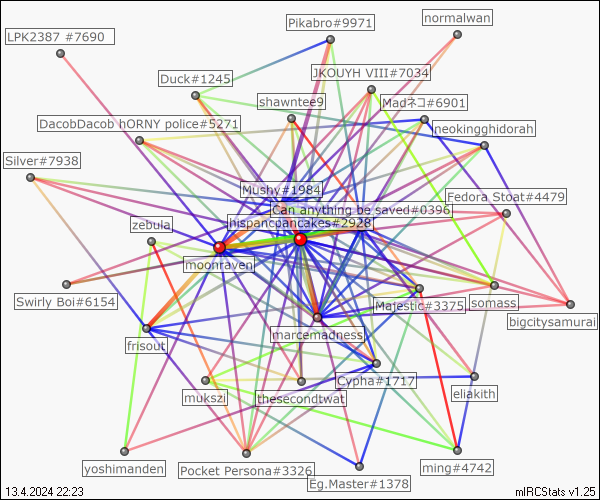 Pikabro#9971
normalwan
LPK2387 #7690
Duck#1245
JKOUYH VIII#7034
shawntee9
Madネコ#6901
DacobDacob hORNY police#5271
neokingghidorah
Silver#7938
Mushy#1984
Fedora Stoat#4479
Can anything be saved#0396
zebula
hispancpancakes#2928
moonraven
Swirly Boi#6154
Majestic#3375
somass
bigcitysamurai
marcemadness
frisout
Cypha#1717
eliakith
mukszi
thesecondtwat
yoshimanden
Pocket Persona#3326
ming#4742
Eg.Master#1378
13.4.2024 22:23
mIRCStats v1.25